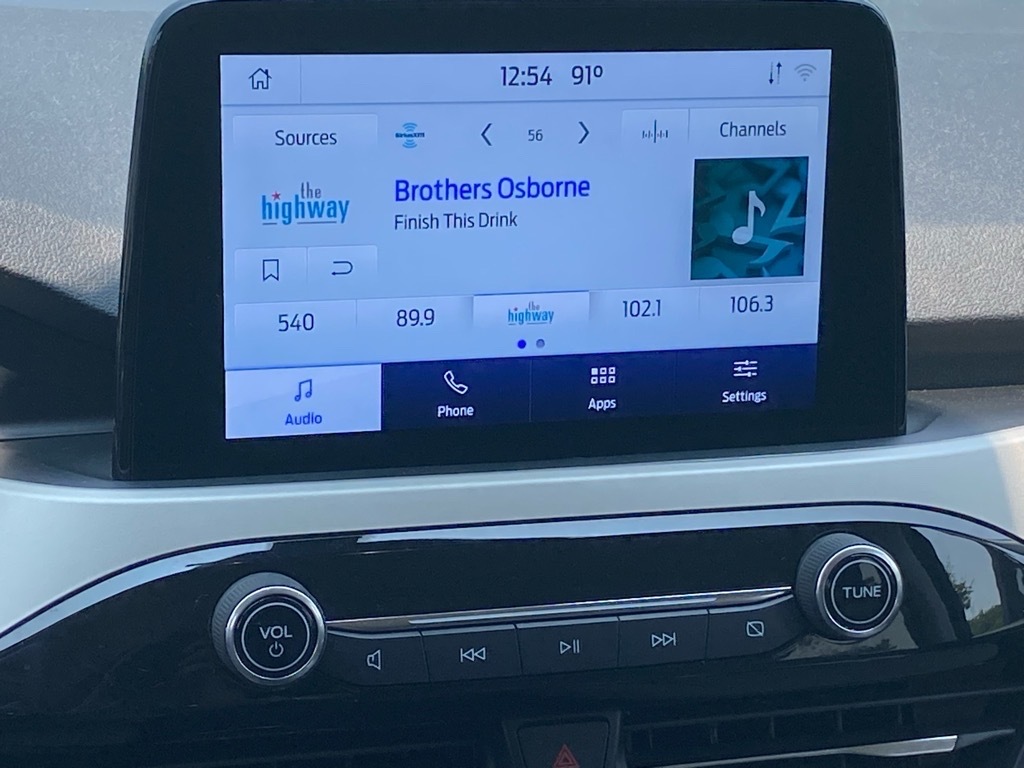 12:54 91°
Sources
SiriusXM
56
Channels
the
highway
Brothers Osborne
Finish This Drink
540
89.9
the
highway
102.1
106.3
Audio
Phone
Apps
Settings
VOL
TUNE